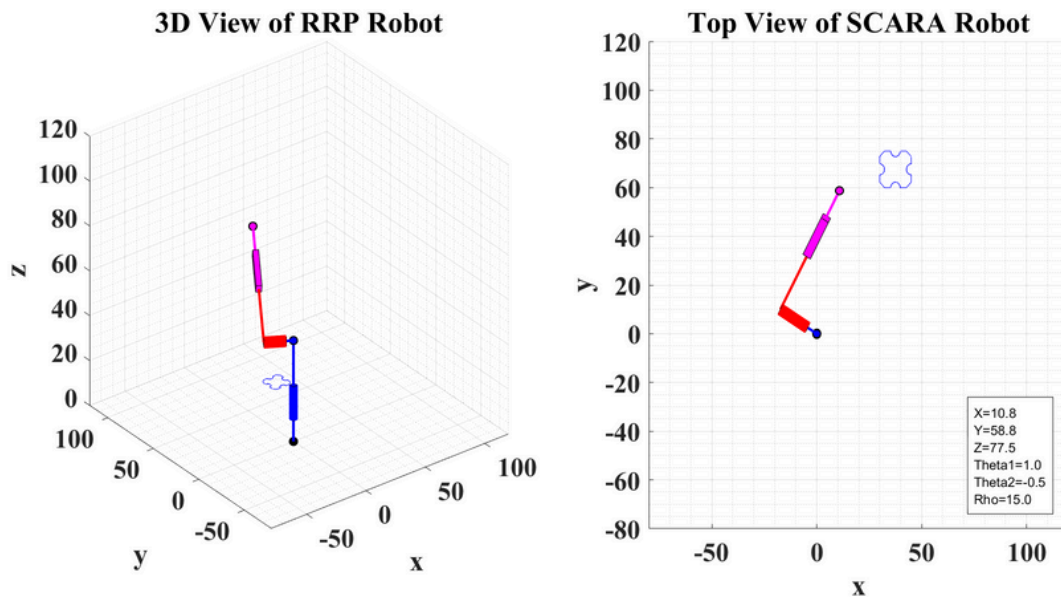 3D View of RRP Robot
120
100
80
60
40
20
0
z
100
50
0
-50
y
-50
0
50
100
x
Top View of SCARA Robot
120
100
80
60
40
20
0
-20
-40
-60
-80
y
-50
0
50
100
x
X=10.8
Y=58.8
Z=77.5
Theta1=1.0
Theta2=-0.5
Rho=15.0